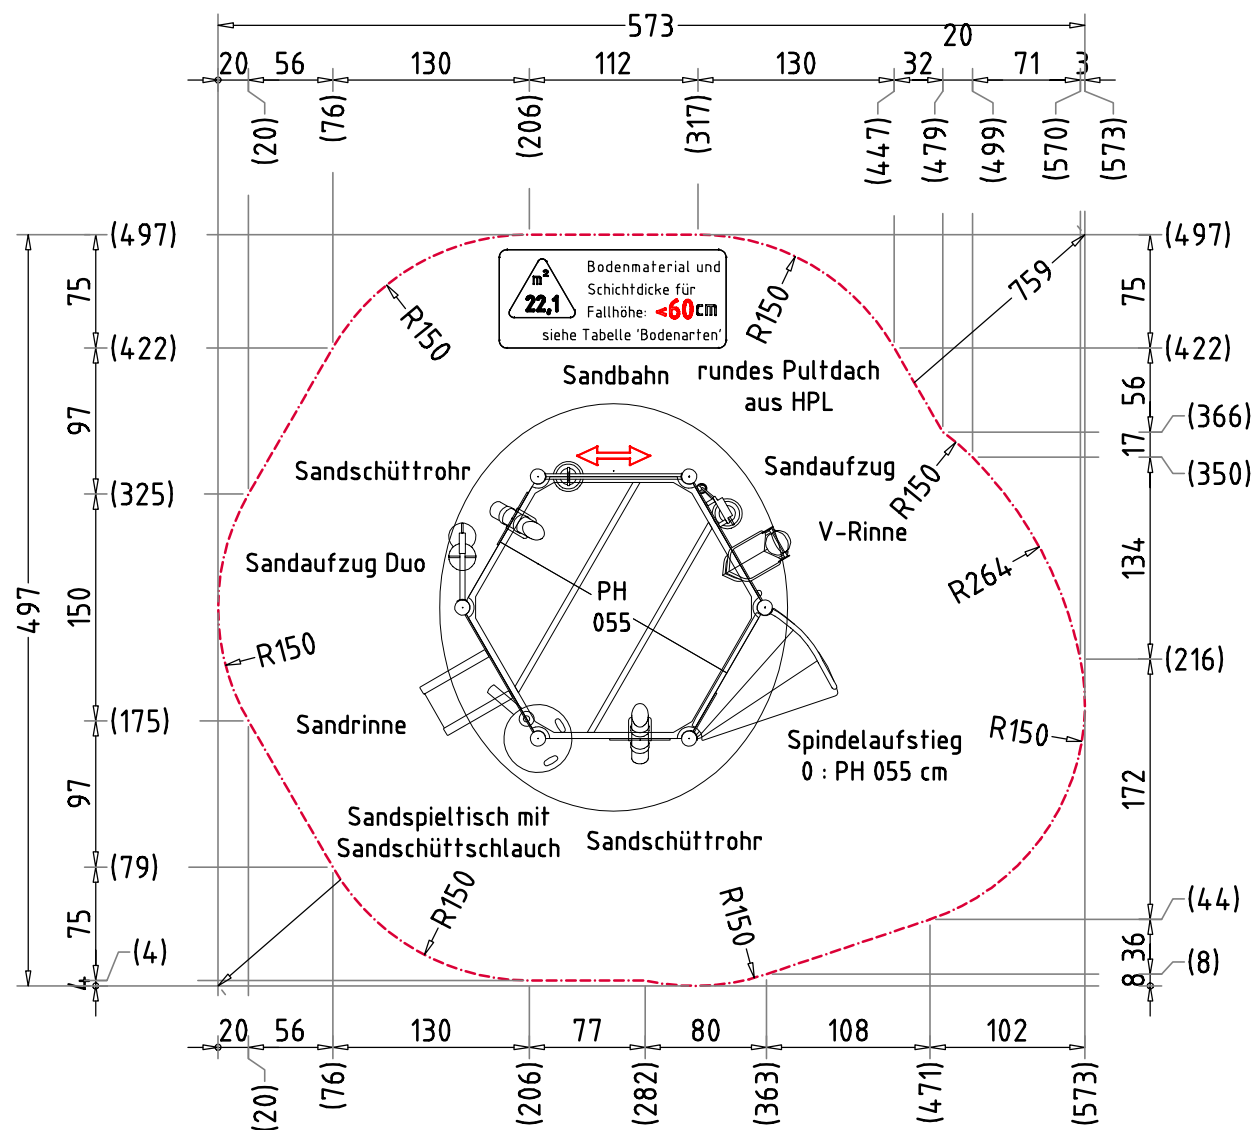 573
20
20 56 130 112 130 32 71 3
(20) (76) (206) (317) (447) (479) (499) (570) (573)
(497)
(497)
m²
22,1
Bodenmaterial und
Schichtdicke für
Fallhöhe: <60cm
siehe Tabelle 'Bodenarten'
75
R150
R150
759
75
(422)
(422)
Sandbahn
rundes Pultdach
aus HPL
56
(366)
97
17
Sandschüttrohr
Sandaufzug
(350)
(325)
R150
V-Rinne
Sandaufzug Duo
R264
134
497
150
PH
055
R150
(216)
(175)
Sandrinne
R150
Spindelaufstieg
0 : PH 055 cm
172
97
Sandspieltisch mit
Sandschüttschlauch
Sandschüttrohr
(79)
R150
R150
(44)
75
36
(4)
(8)
4
8
20 56 130 77 80 108 102
(20) (76) (206) (282) (363) (471) (573)